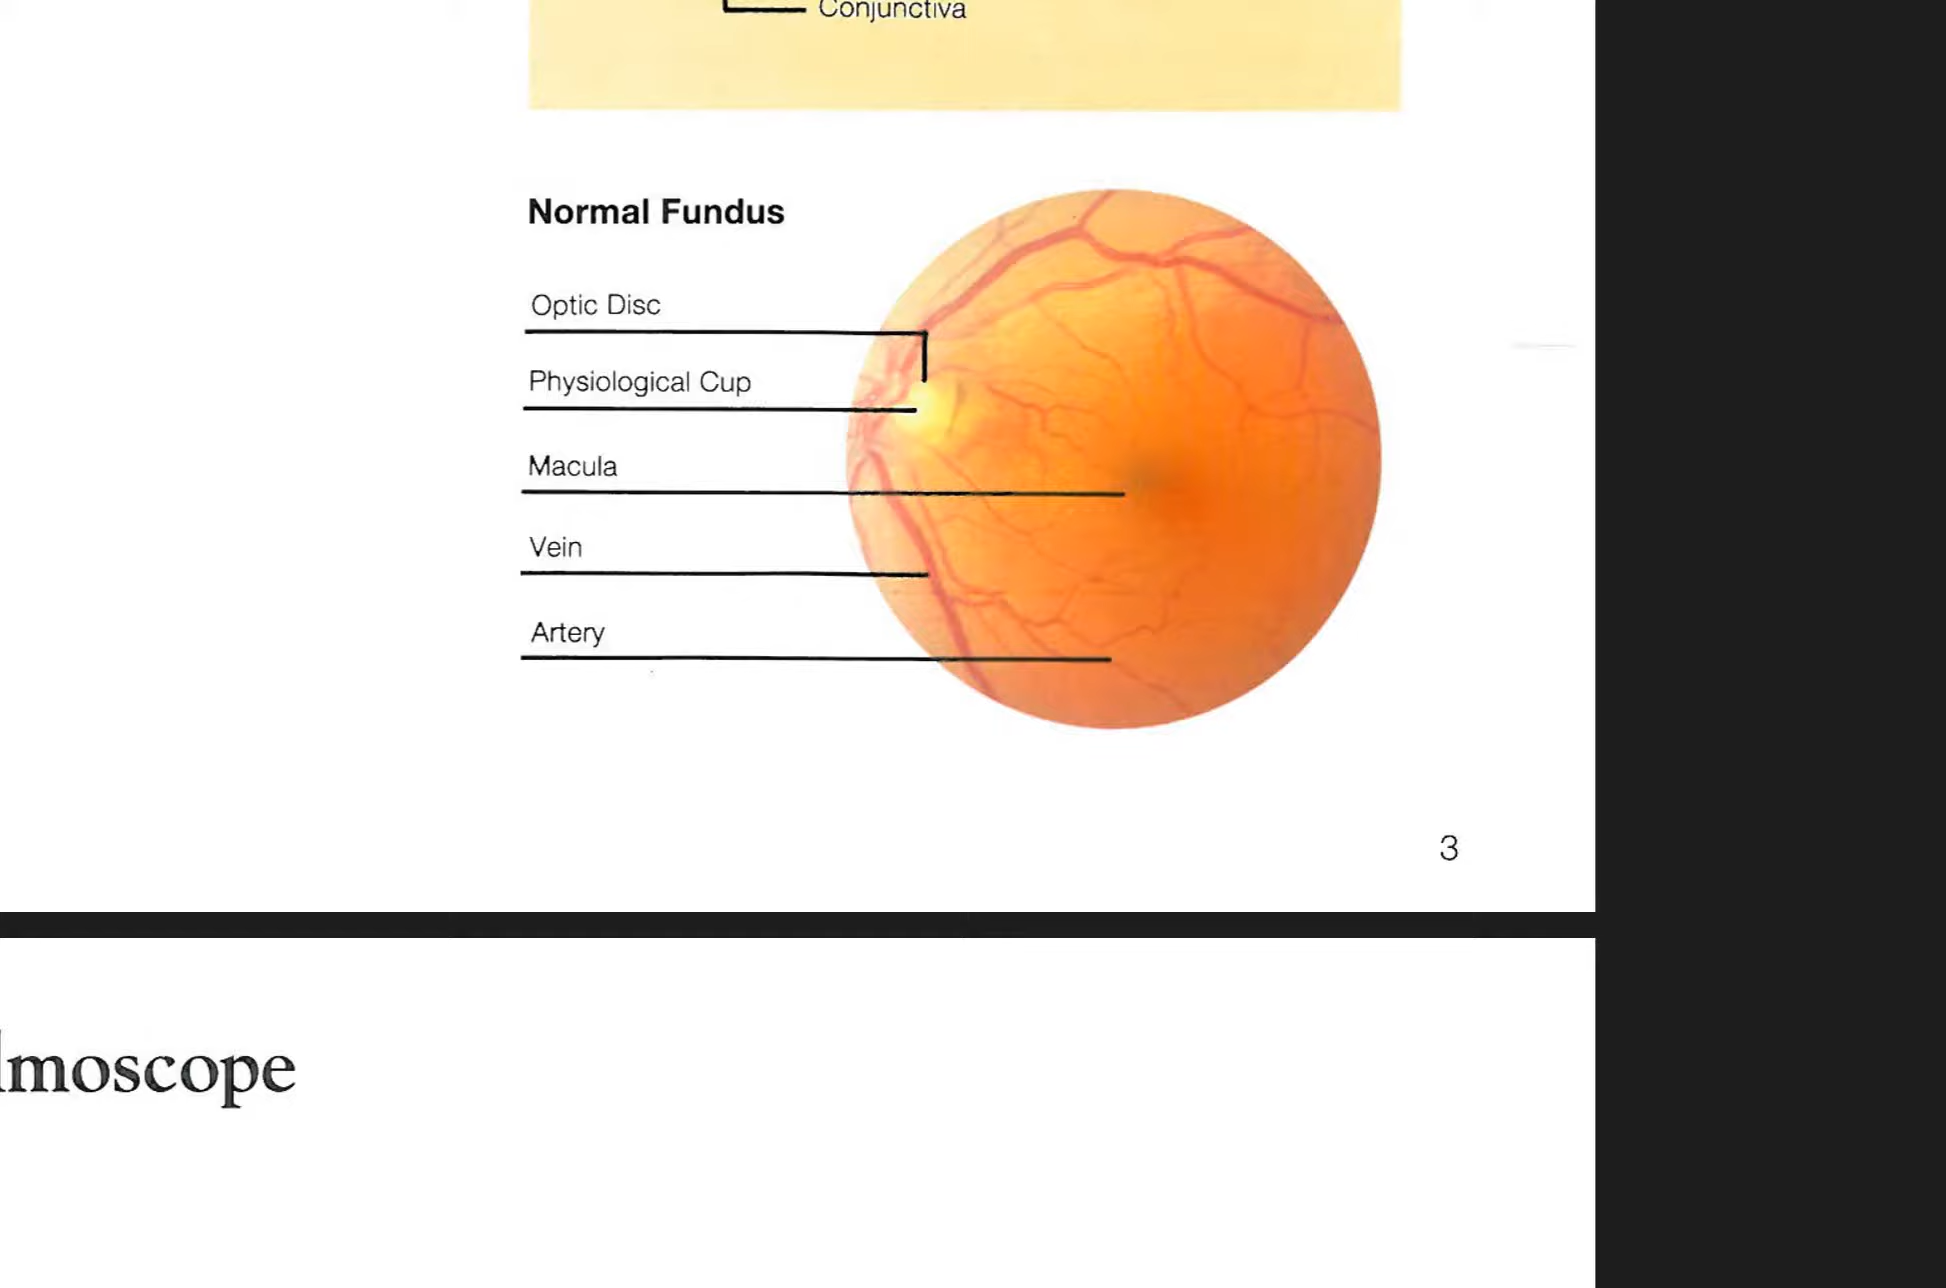 Conjunctiva
Normal Fundus
Optic Disc
Physiological Cup
Macula
Vein
Artery
3
lmoscope